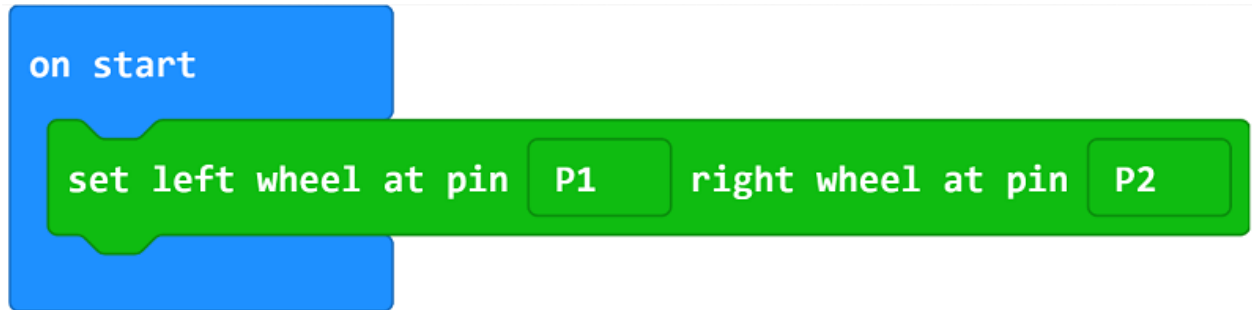 on start
set left wheel at pin P1 right wheel at pin P2